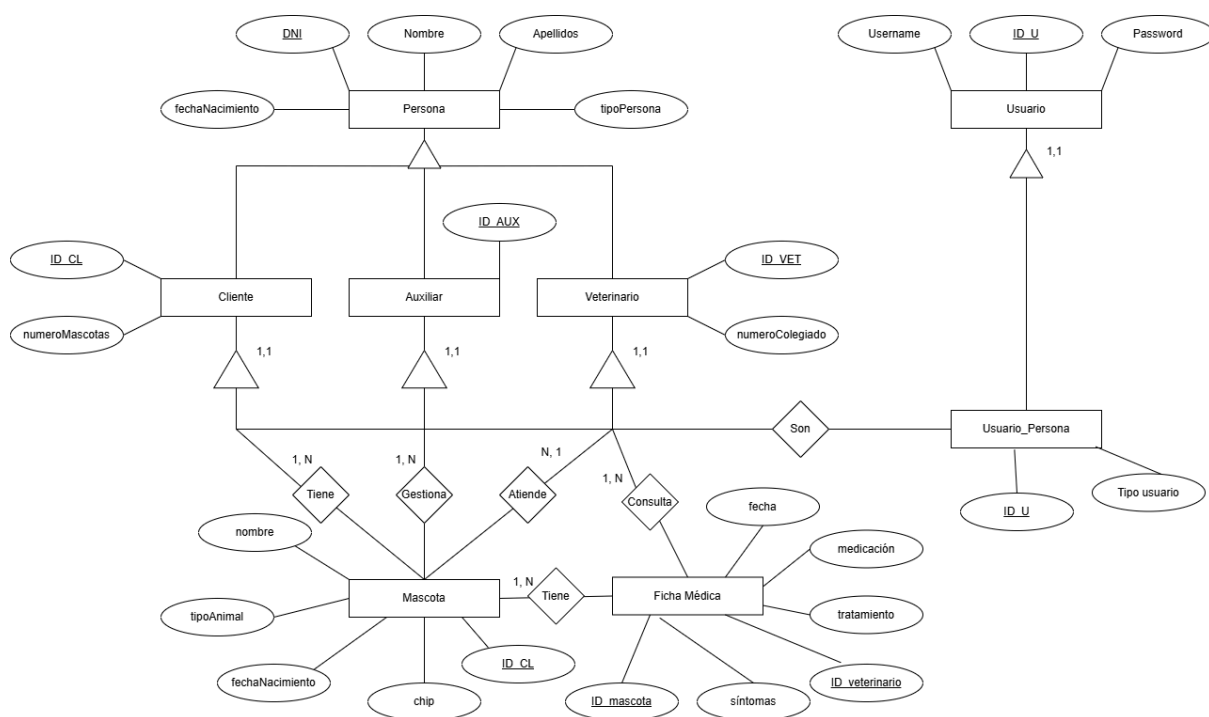 DNI
Nombre
Apellidos
Username
ID_U
Password
fechaNacimiento
Persona
tipoPersona
Usuario
1,1
ID_AUX
ID_CL
ID_VET
Cliente
Auxiliar
Veterinario
numeroMascotas
numeroColegiado
1,1
1,1
1,1
Son
Usuario_Persona
1, N
1, N
N, 1
1, N
Tiene
Gestiona
Atiende
Consulta
Tipo usuario
ID_U
fecha
nombre
medicación
1, N
Mascota
Tiene
Ficha Médica
tipoAnimal
tratamiento
ID_CL
fechaNacimiento
chip
ID_mascota
síntomas
ID_veterinario